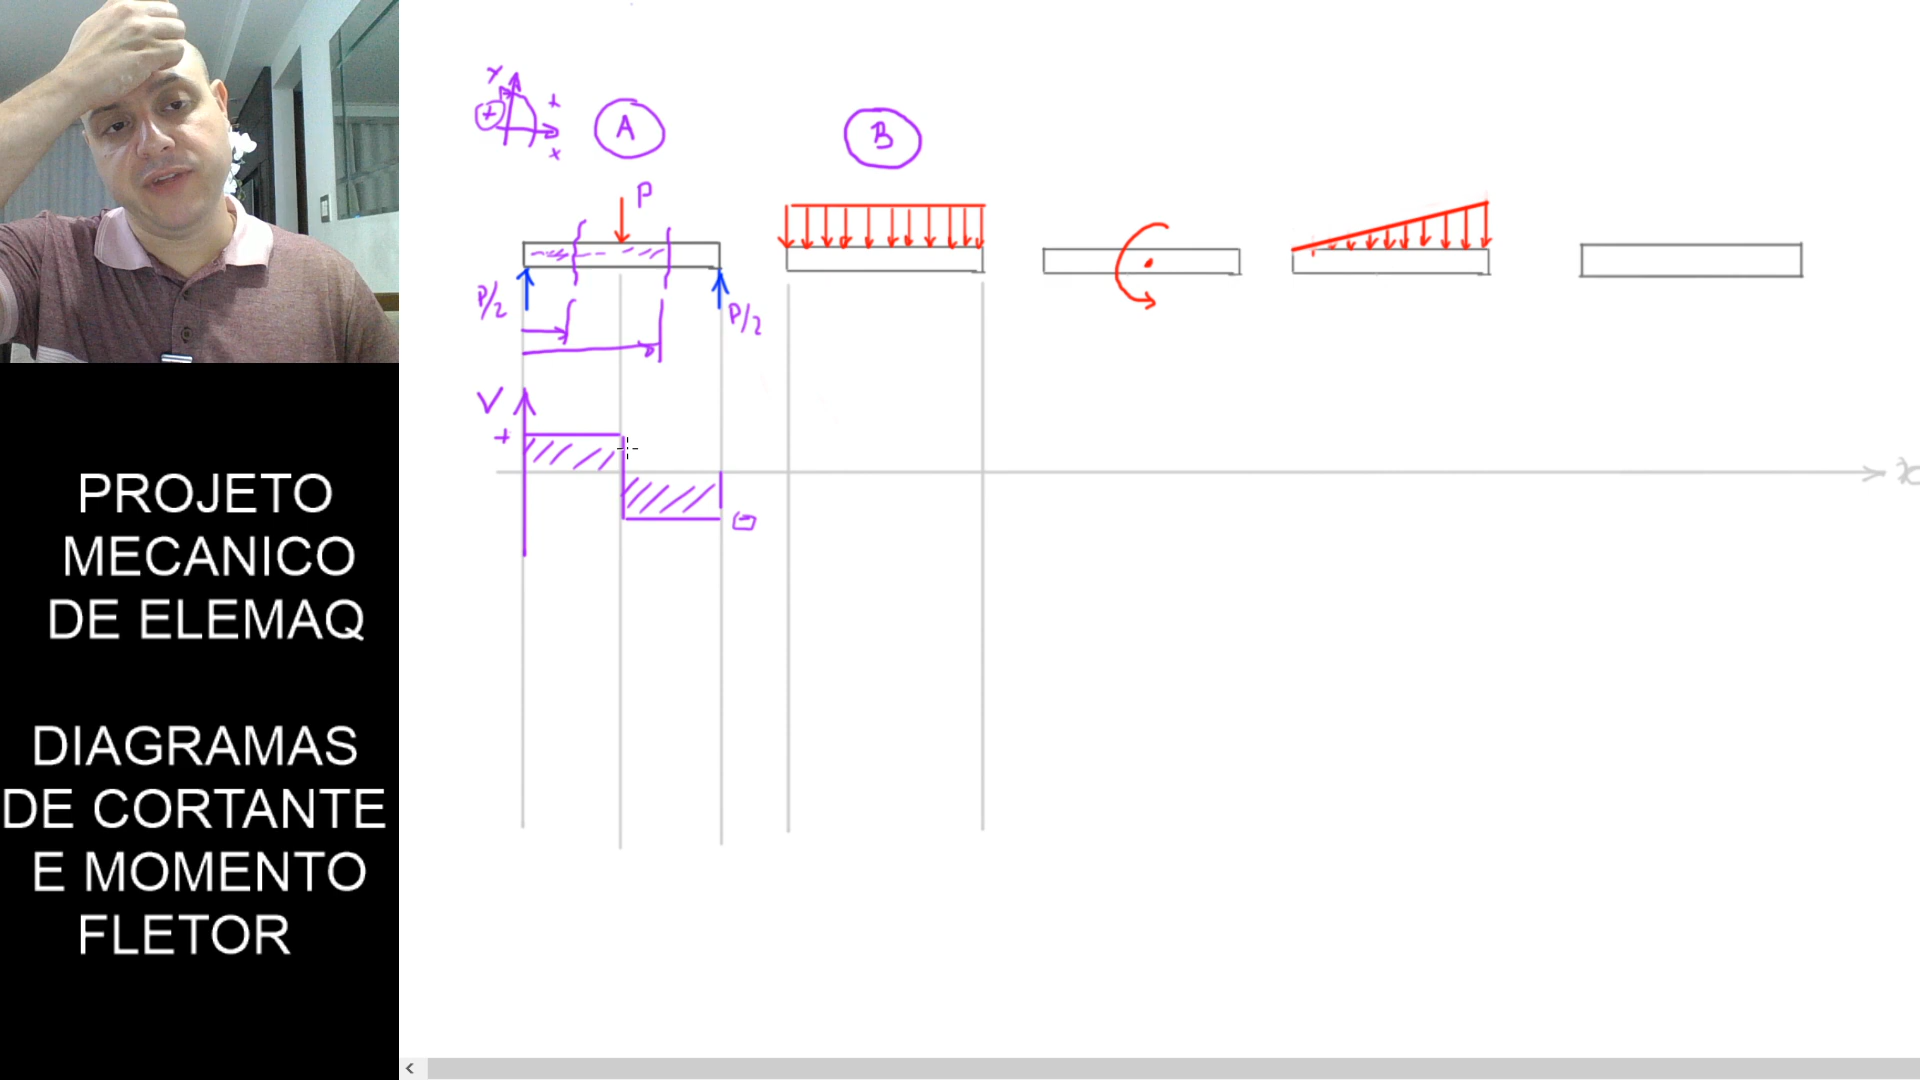 PROJETO
MECANICO
DE ELEMAQ
DIAGRAMAS
DE CORTANTE
E MOMENTO
FLETOR
y
+
+
x
A
B
P
P/2
P/2
V
+
x